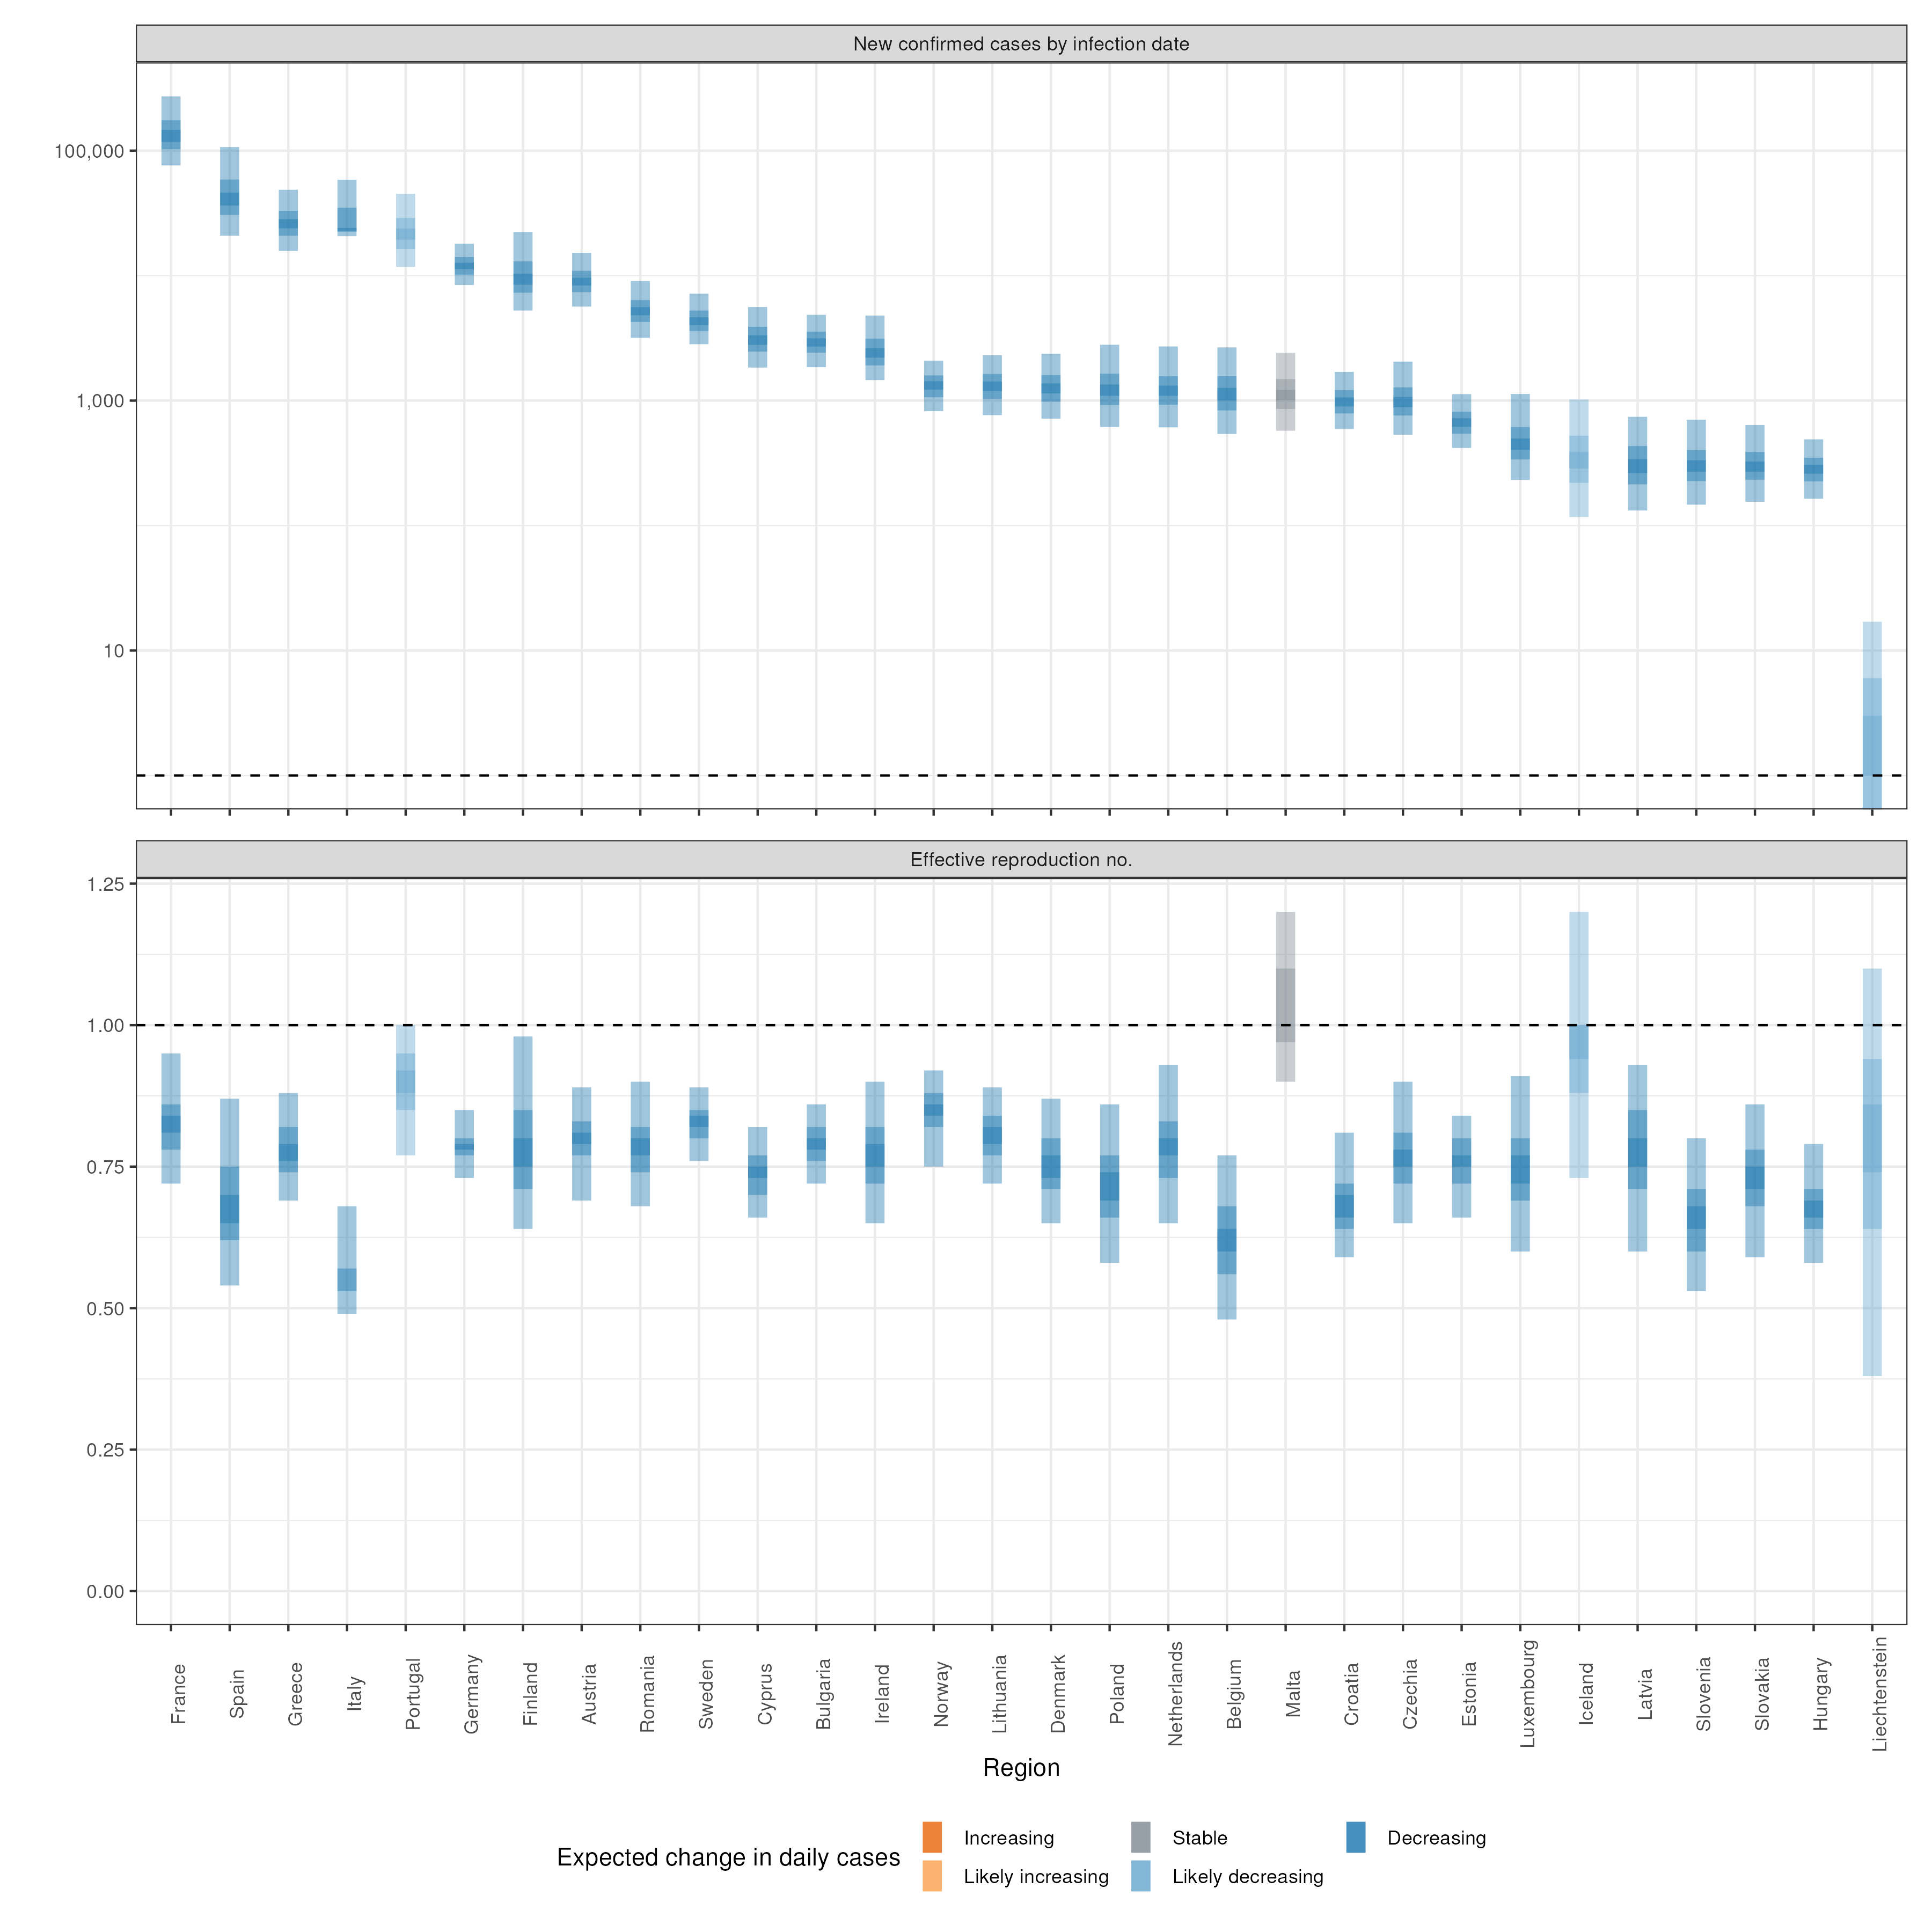 New confirmed cases by infection date
100,000
1,000
10
Effective reproduction no.
1.25
1.00
0.75
0.50
0.25
0.00
France
Spain
Greece
Italy
Portugal
Germany
Finland
Austria
Romania
Sweden
Cyprus
Bulgaria
Ireland
Norway
Lithuania
Denmark
Poland
Netherlands
Belgium
Malta
Croatia
Czechia
Estonia
Luxembourg
Iceland
Latvia
Slovenia
Slovakia
Hungary
Liechtenstein
Region
Expected change in daily cases
Increasing
Stable
Decreasing
Likely increasing
Likely decreasing